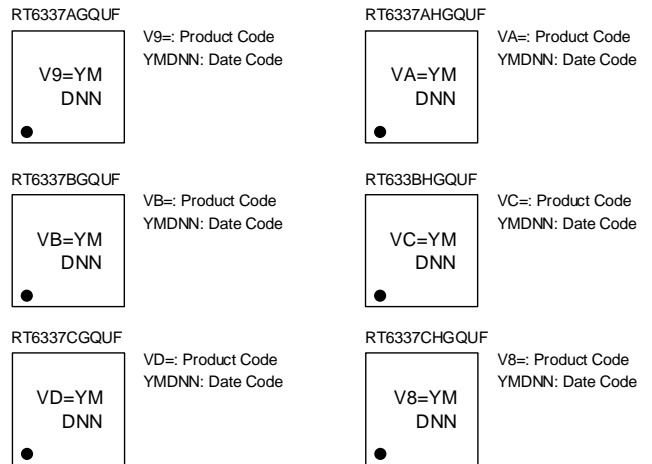 RT6337AGQUF
V9=YM
DNN
V9=: Product Code
YMDNN: Date Code
RT6337AHGQUF
VA=YM
DNN
VA=: Product Code
YMDNN: Date Code
RT6337BGQUF
VB=YM
DNN
VB=: Product Code
YMDNN: Date Code
RT633BHGQUF
VC=YM
DNN
VC=: Product Code
YMDNN: Date Code
RT6337CGQUF
VD=YM
DNN
VD=: Product Code
YMDNN: Date Code
RT6337CHGQUF
V8=YM
DNN
V8=: Product Code
YMDNN: Date Code